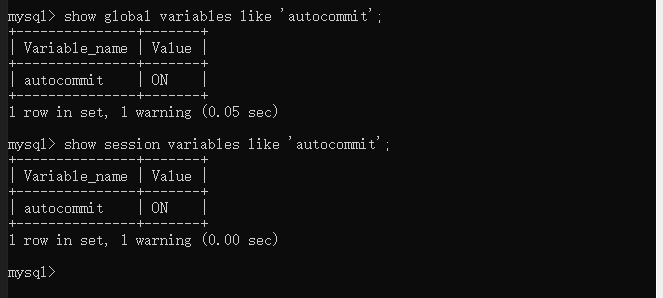 mysql> show global variables like 'autocommit';
+---------------+-------+
| Variable_name | Value |
+---------------+-------+
| autocommit    | ON    |
+---------------+-------+
1 row in set, 1 warning (0.05 sec)
mysql> show session variables like 'autocommit';
+---------------+-------+
| Variable_name | Value |
+---------------+-------+
| autocommit    | ON    |
+---------------+-------+
1 row in set, 1 warning (0.00 sec)
mysql>